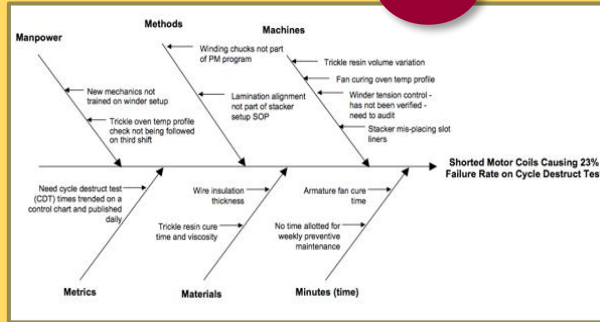 Manpower
Methods
Machines
New mechanics not
trained on winder setup
Trickle oven temp profile
check not being followed
on third shift
Winding chucks not part
of PM program
Lamination alignment
not part of stacker
setup SOP
Trickle resin volume variation
Fan curing oven temp profile
Winder tension control -
has not been verified -
need to audit
Stacker mis-placing slot
liners
Shorted Motor Coils Causing 23%
Failure Rate on Cycle Destruct Test
Need cycle destruct test
(CDT) times trended on a
control chart and published
daily
Wire insulation
thickness
Trickle resin cure
time and viscosity
Armature fan cure
time
No time allotted for
weekly preventive
maintenance
Metrics
Materials
Minutes (time)